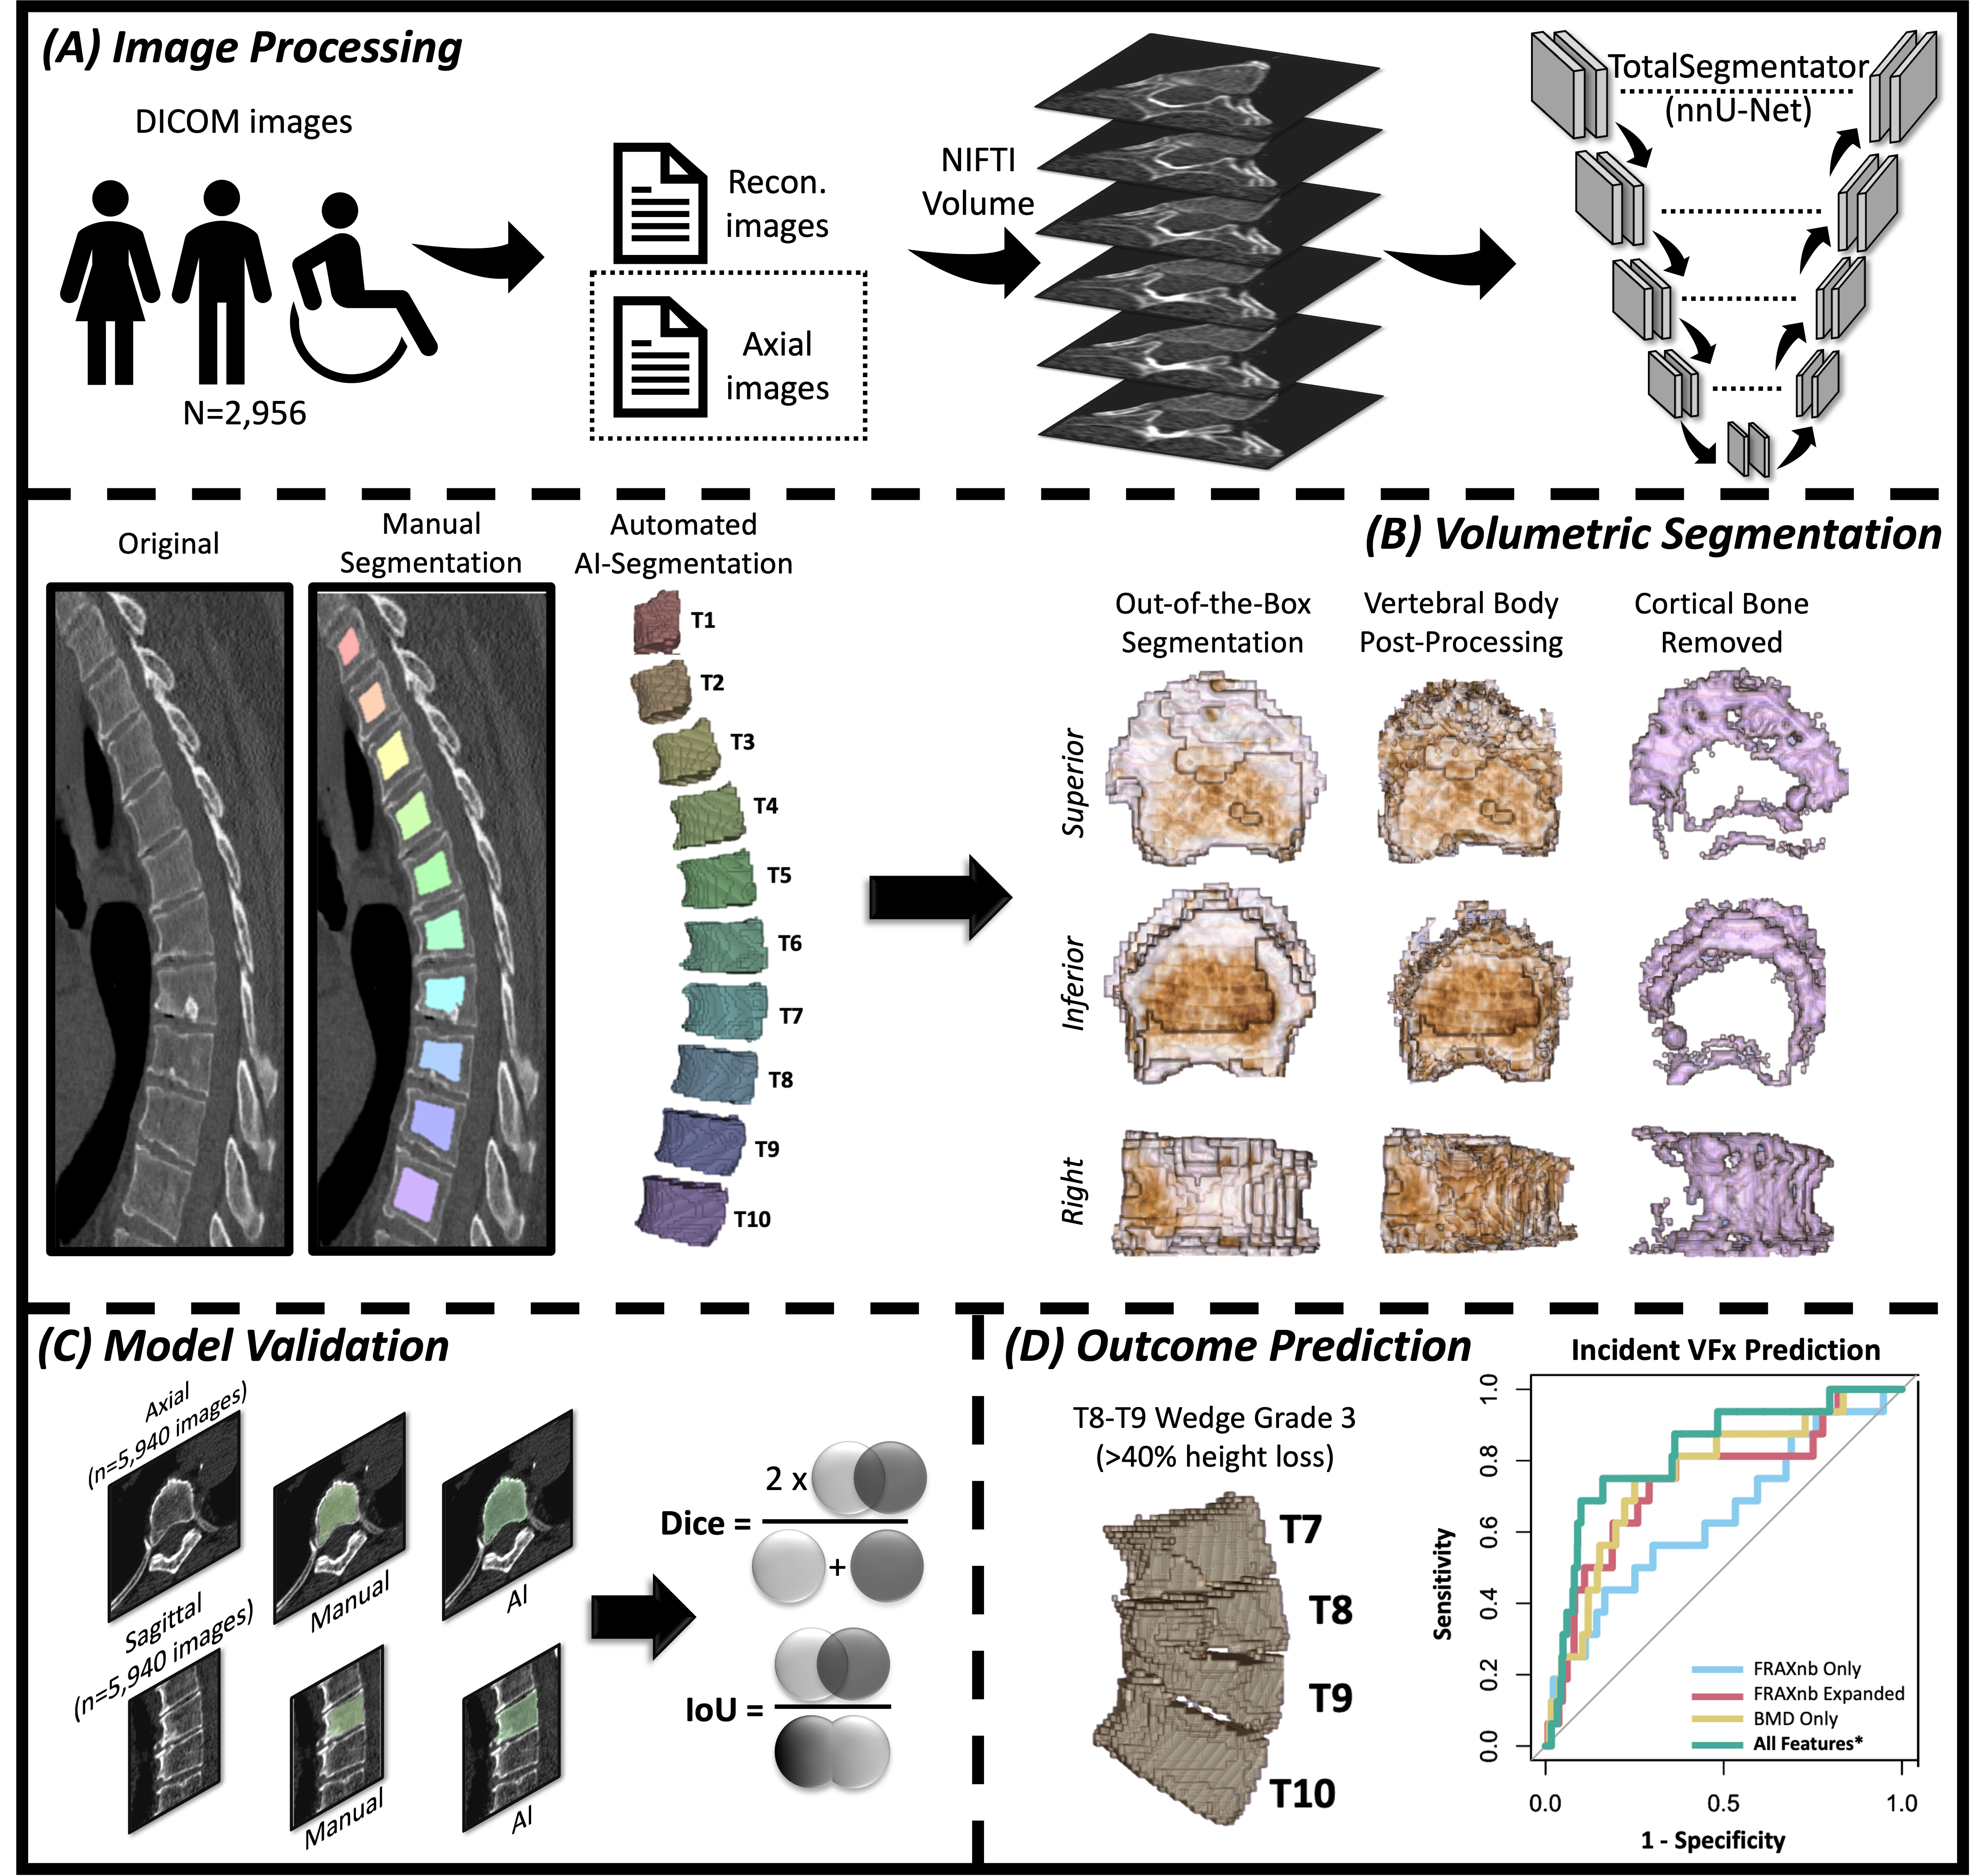 (A) Image Processing
DICOM images
N=2,956
Recon.
images
Axial
images
NIFTI
Volume
TotalSegmentator
(nnU-Net)
(B) Volumetric Segmentation
Original
Manual
Segmentation
Automated
AI-Segmentation
T1
T2
T3
T4
T5
T6
T7
T8
T9
T10
Out-of-the-Box
Segmentation
Vertebral Body
Post-Processing
Cortical Bone
Removed
Superior
Inferior
Right
(C) Model Validation
Axial
(n=5,940 images)
Manual
AI
Sagittal
(n=5,940 images)
Manual
AI
2 x
Dice =
+
IoU =
(D) Outcome Prediction
T8-T9 Wedge Grade 3
(>40% height loss)
T7
T8
T9
T10
Incident VFx Prediction
Sensitivity
1.0
0.8
0.6
0.4
0.2
0.0
FRAXnb Only
FRAXnb Expanded
BMD Only
All Features*
0.0 0.5 1.0
1 - Specificity